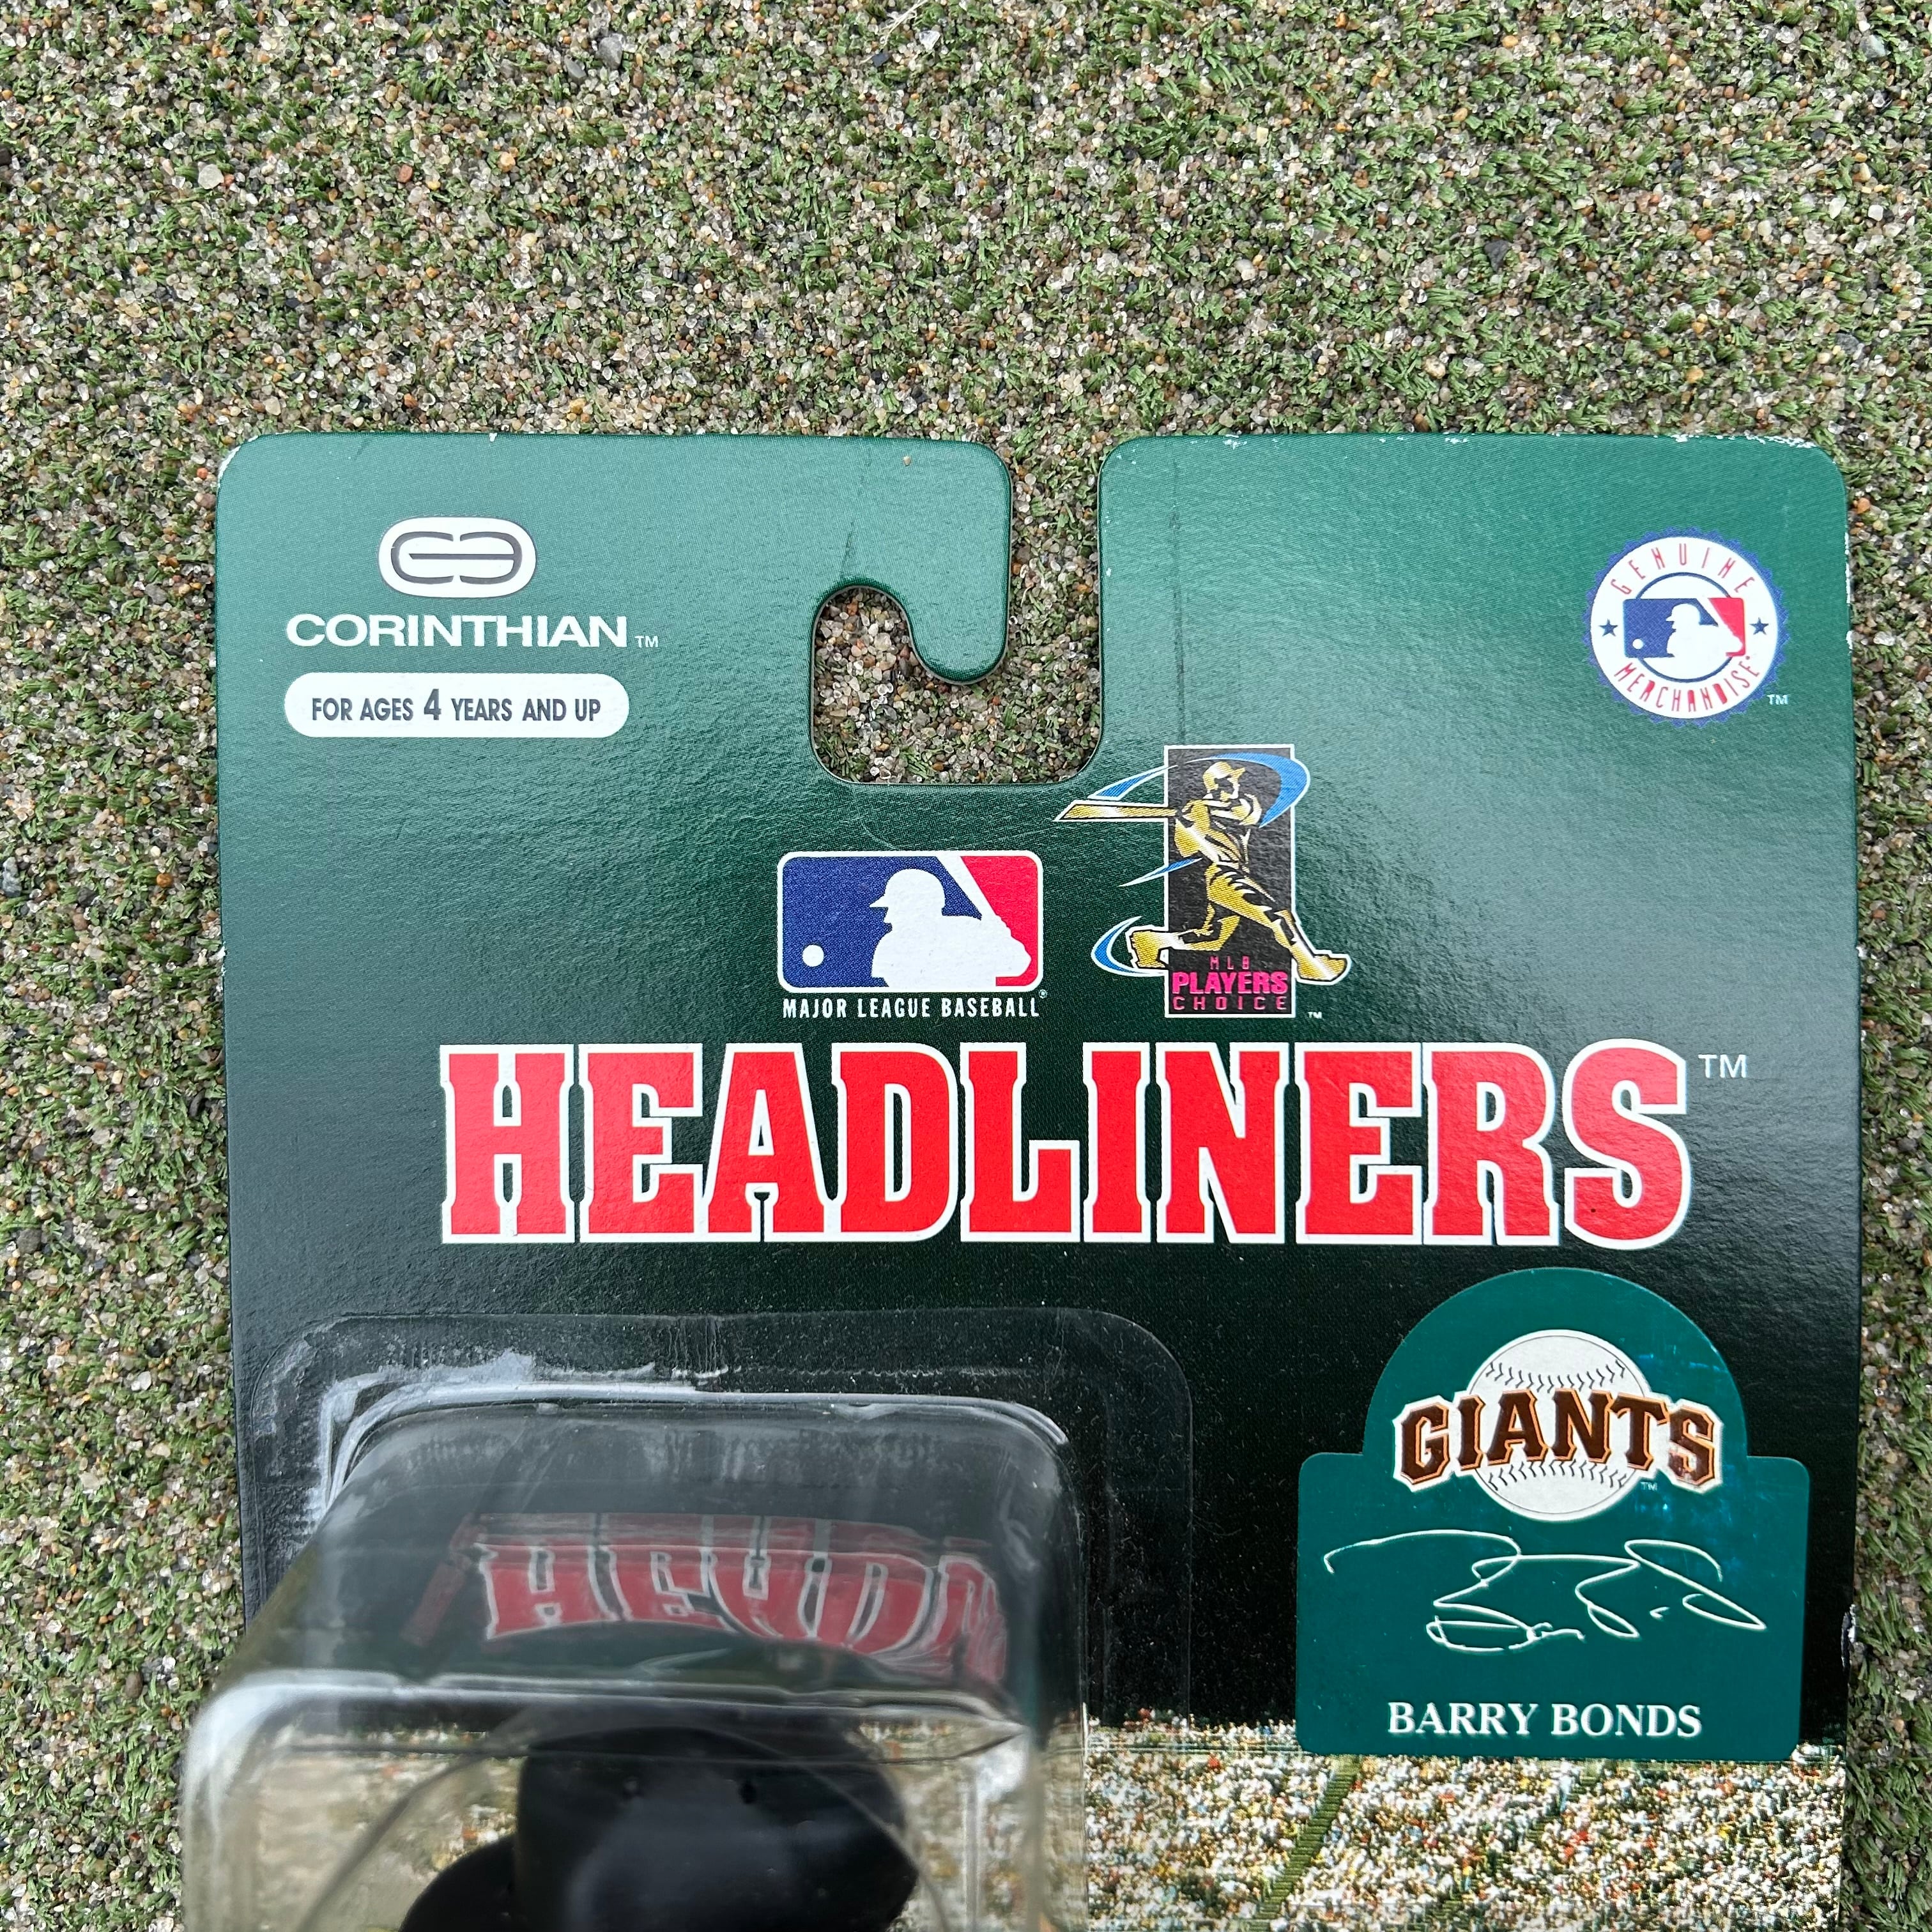 CORINTHIAN™
FOR AGES 4 YEARS AND UP
GENUINE
MERCHANDISE
™
MAJOR LEAGUE BASEBALL®
MLB
PLAYERS
CHOICE
™
HEADLINERS™
GIANTS
™
BARRY BONDS